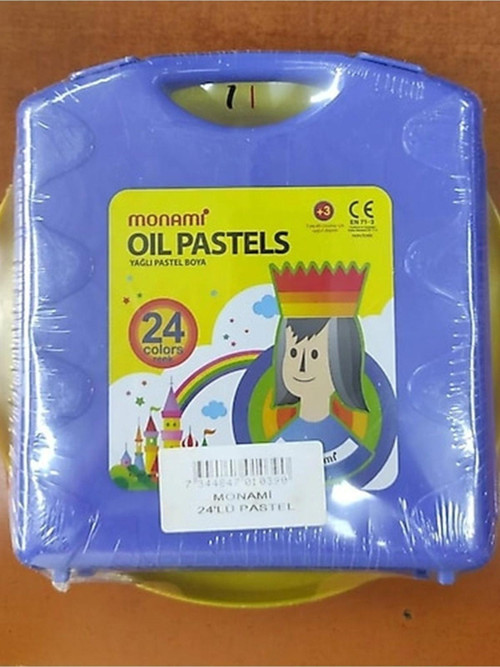 monami
OIL PASTELS
YAĞLI PASTEL BOYA
+3
CE
EN 71-3
24
colors
MONAMİ
24'LÜ PASTEL